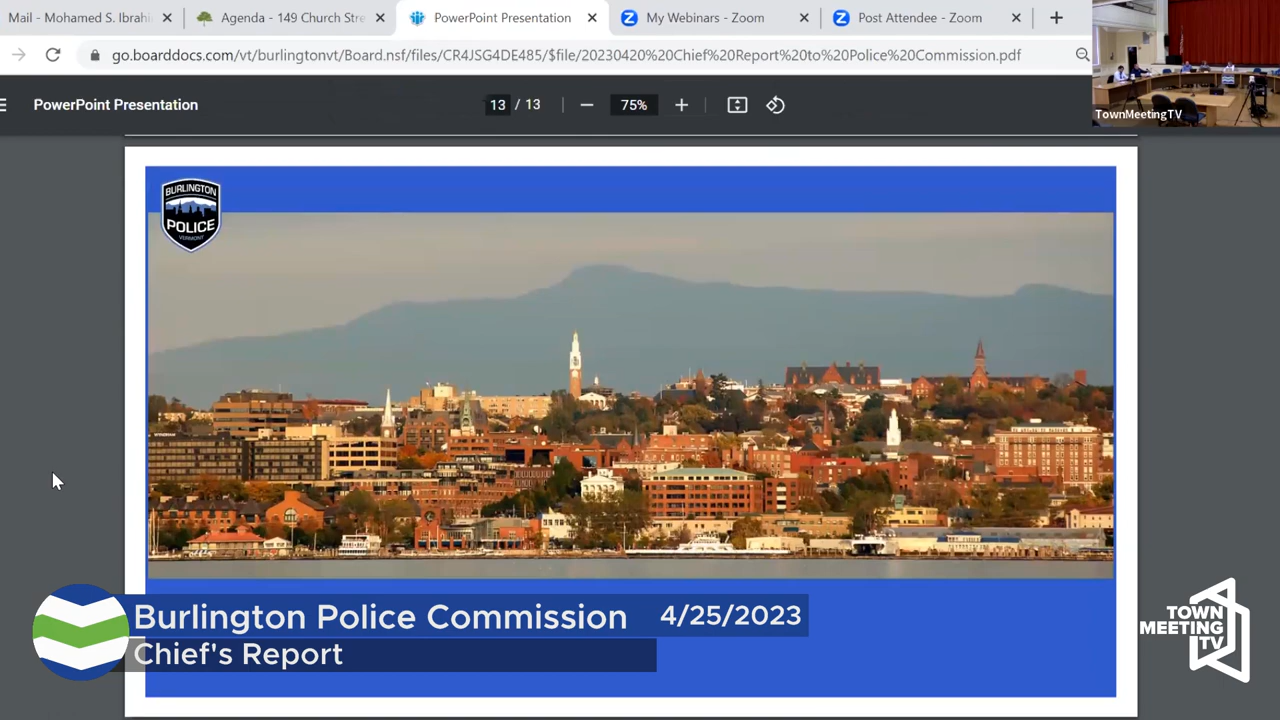 Mail - Mohamed S. Ibrahi
Agenda - 149 Church Stre
PowerPoint Presentation
My Webinars - Zoom
Post Attendee - Zoom
go.boarddocs.com/vt/burlingtonvt/Board.nsf/files/CR4JSG4DE485/$file/20230420%20Chief%20Report%20to%20Police%20Commission.pdf
PowerPoint Presentation
13 / 13
75%
TownMeetingTV
BURLINGTON
POLICE
VERMONT
Burlington Police Commission 4/25/2023
Chief's Report
TOWN
MEETING
TV